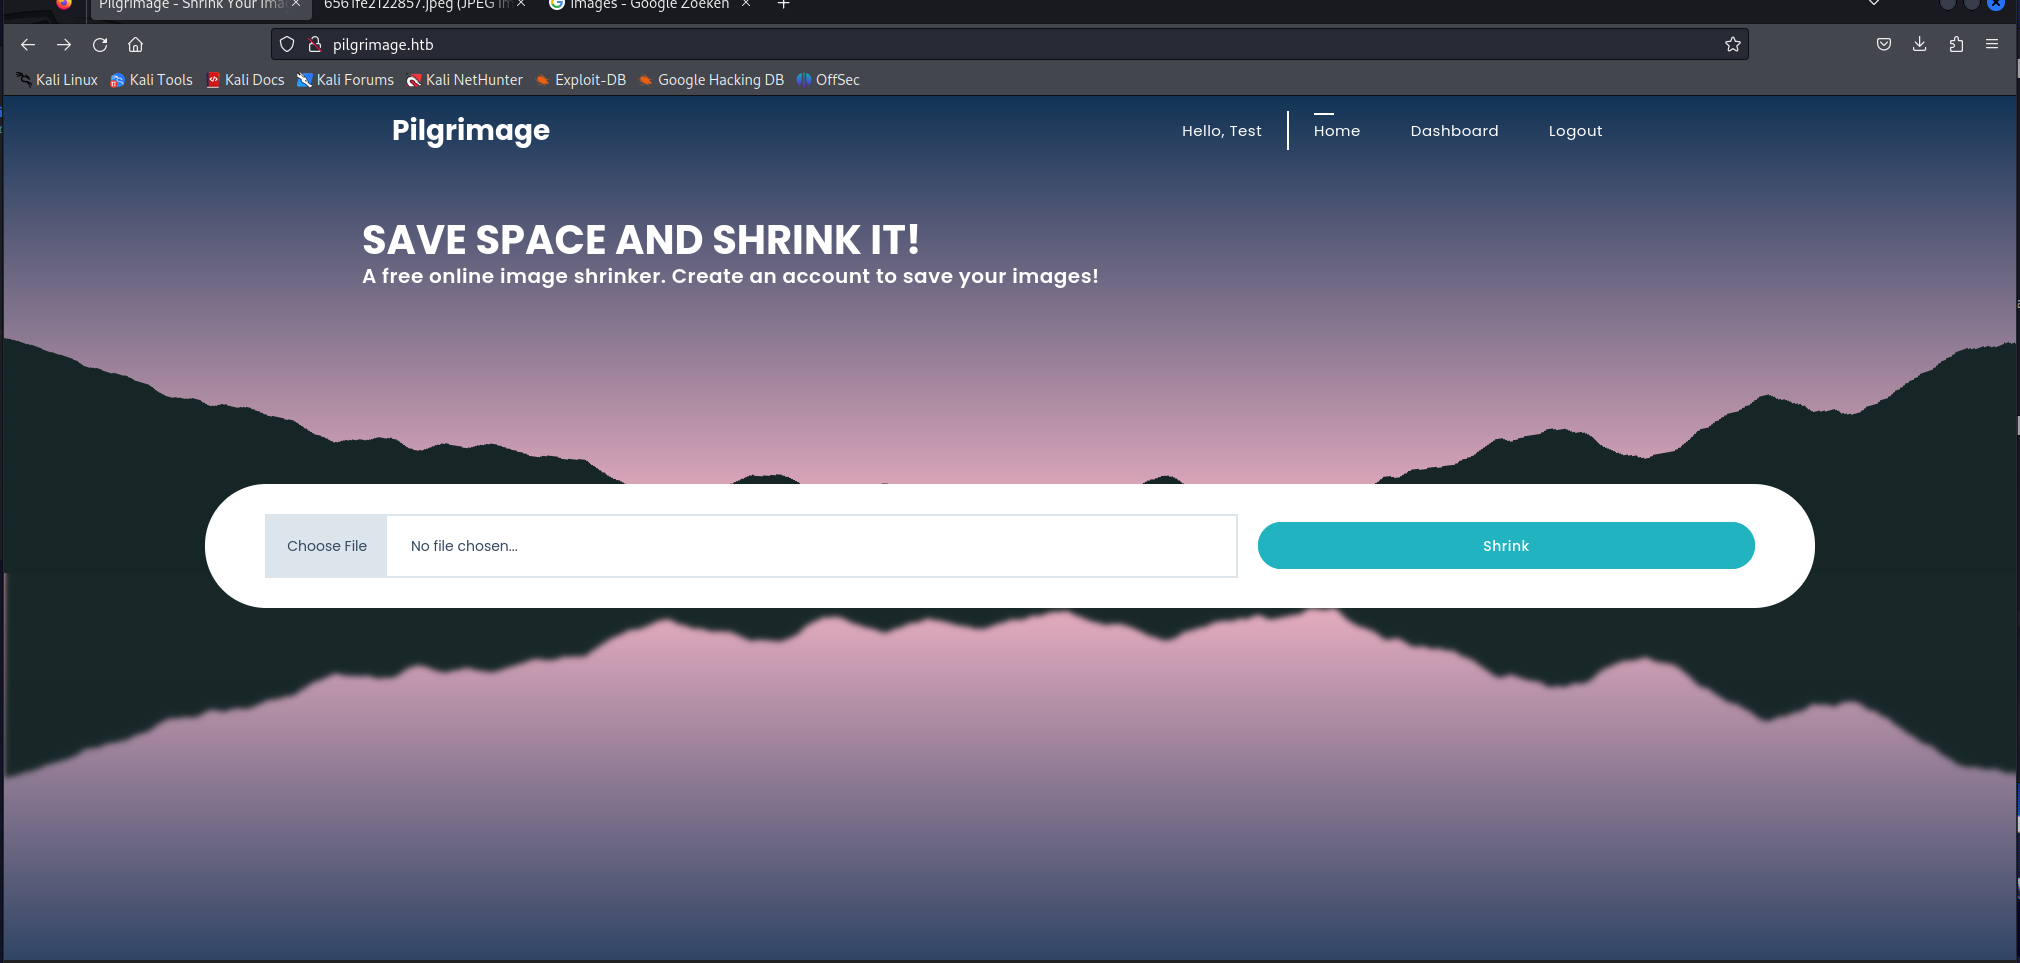 Pilgrimage - Shrink Your Imag
6561fe2122857.jpeg (JPEG Im
Images - Google Zoeken
pilgrimage.htb
Kali Linux Kali Tools Kali Docs Kali Forums Kali NetHunter Exploit-DB Google Hacking DB OffSec
Pilgrimage Hello, Test Home Dashboard Logout
SAVE SPACE AND SHRINK IT!
A free online image shrinker. Create an account to save your images!
Choose File No file chosen... Shrink